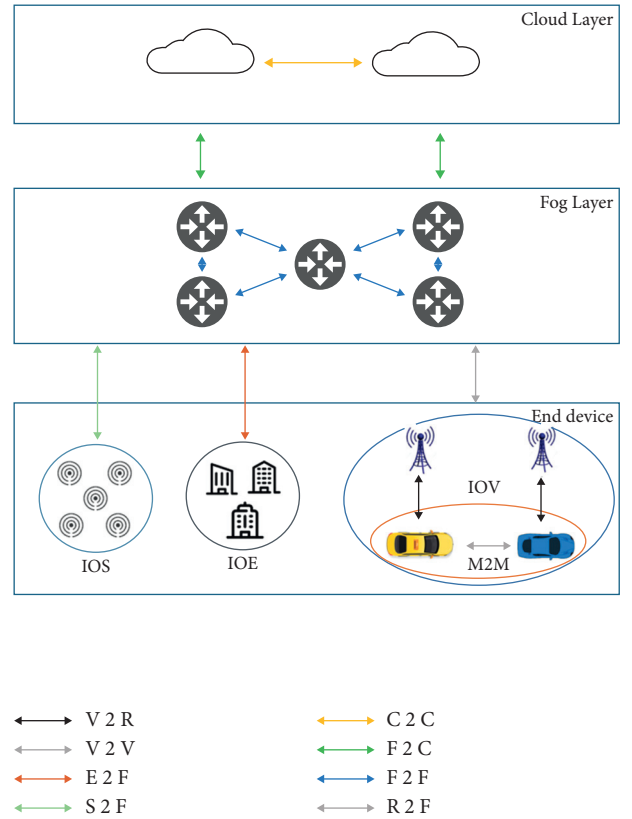 Cloud Layer
Fog Layer
End device
IOV
M2M
IOS
IOE
V 2 R
V 2 V
E 2 F
S 2 F
C 2 C
F 2 C
F 2 F
R 2 F